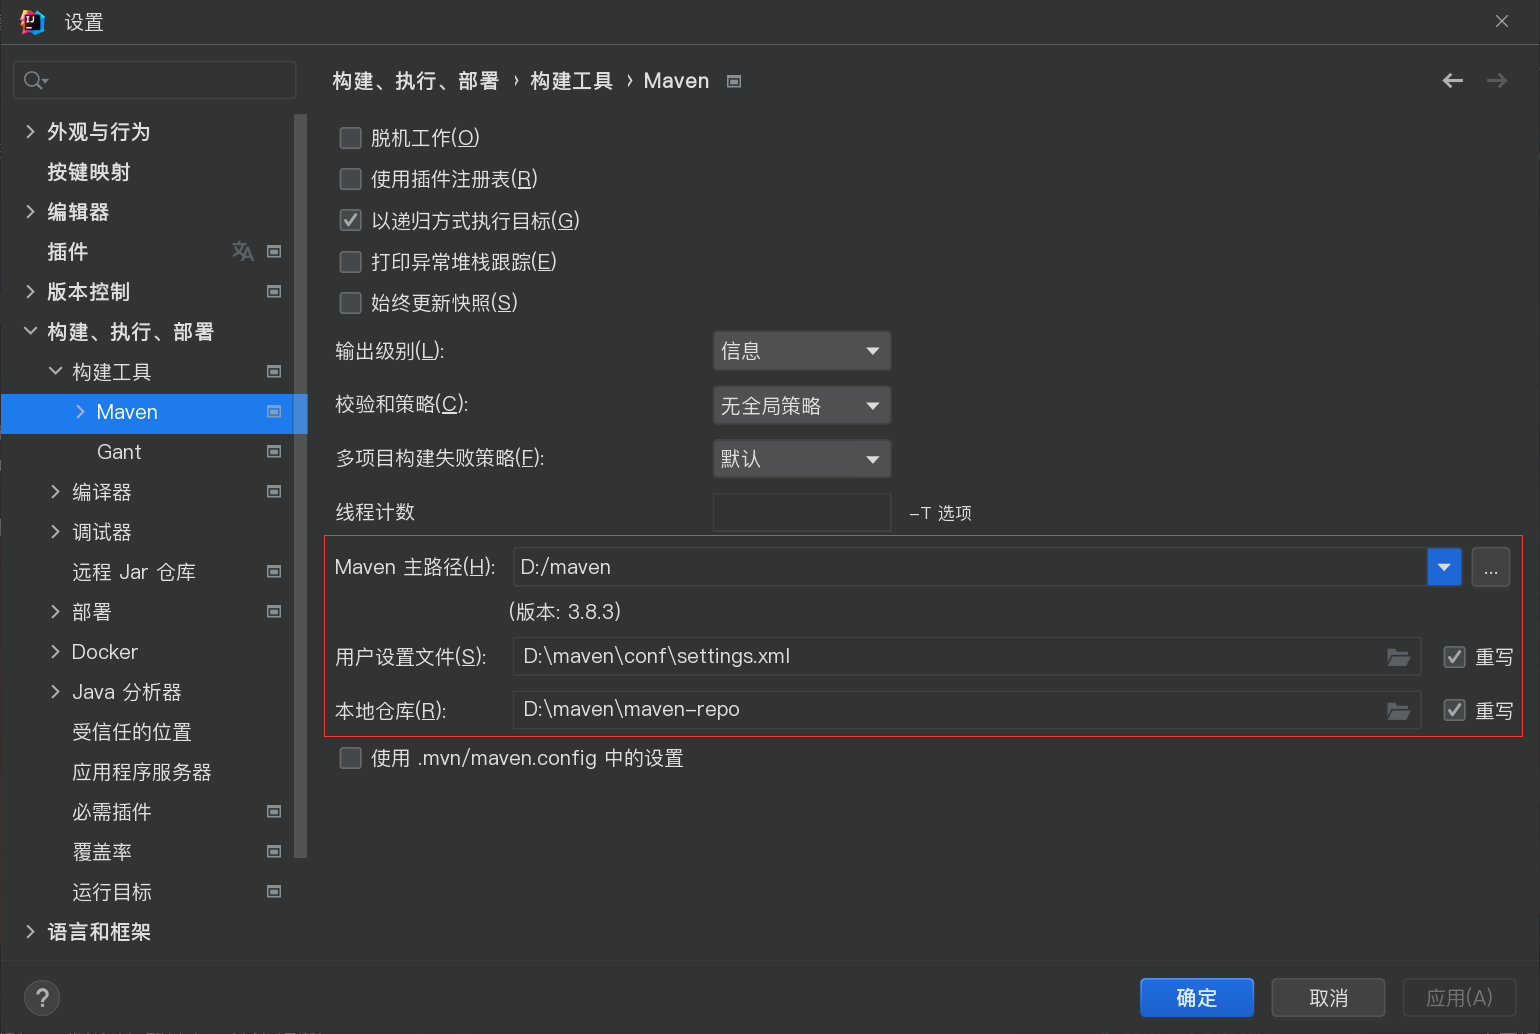 设置
构建、执行、部署 › 构建工具 › Maven
外观与行为
按键映射
编辑器
插件
版本控制
构建、执行、部署
构建工具
Maven
Gant
编译器
调试器
远程 Jar 仓库
部署
Docker
Java 分析器
受信任的位置
应用程序服务器
必需插件
覆盖率
运行目标
语言和框架
脱机工作(O)
使用插件注册表(R)
以递归方式执行目标(G)
打印异常堆栈跟踪(E)
始终更新快照(S)
输出级别(L): 信息
校验和策略(C): 无全局策略
多项目构建失败策略(F): 默认
线程计数 -T 选项
Maven 主路径(H): D:/maven ...
(版本: 3.8.3)
用户设置文件(S): D:\maven\conf\settings.xml 重写
本地仓库(R): D:\maven\maven-repo 重写
使用 .mvn/maven.config 中的设置
? 确定 取消 应用(A)